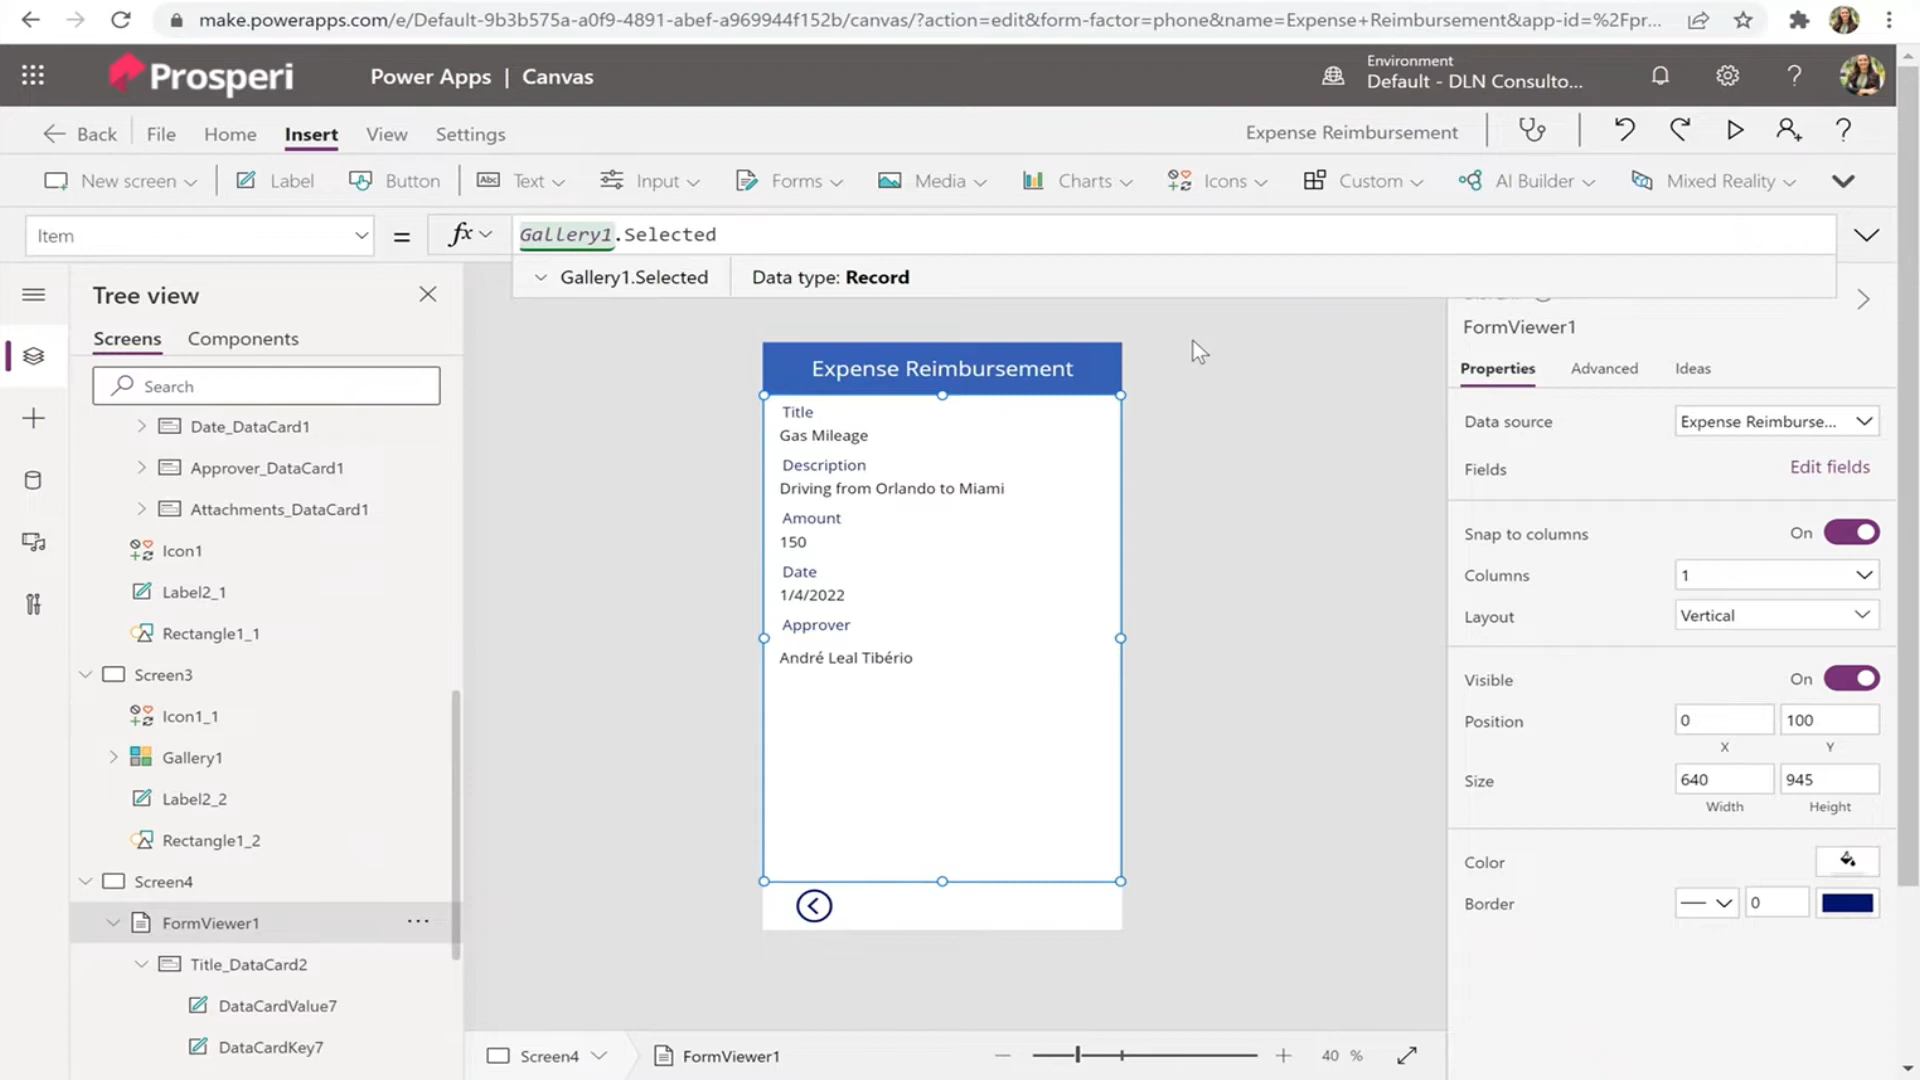 make.powerapps.com/e/Default-9b3b575a-a0f9-4891-abef-a969944f152b/canvas/?action=edit&form-factor=phone&name=Expense+Reimbursement&app-id=%2Fpr...
Prosperi
Power Apps | Canvas
Environment
Default - DLN Consulto...
?
Back
File
Home
Insert
View
Settings
Expense Reimbursement
?
New screen
Label
Button
Abc
Text
Input
Forms
Media
Charts
Icons
Custom
AI Builder
Mixed Reality
Item
=
fx
Gallery1.Selected
Gallery1.Selected
Data type: Record
Tree view
Screens
Components
Search
Date_DataCard1
Approver_DataCard1
Attachments_DataCard1
Icon1
Label2_1
Rectangle1_1
Screen3
Icon1_1
Gallery1
Label2_2
Rectangle1_2
Screen4
FormViewer1
...
Title_DataCard2
DataCardValue7
DataCardKey7
Expense Reimbursement
Title
Gas Mileage
Description
Driving from Orlando to Miami
Amount
150
Date
1/4/2022
Approver
André Leal Tibério
Screen4
FormViewer1
40 %
FormViewer1
Properties
Advanced
Ideas
Data source
Expense Reimburse...
Fields
Edit fields
Snap to columns
On
Columns
1
Layout
Vertical
Visible
On
Position
0
100
X
Y
Size
640
945
Width
Height
Color
Border
0